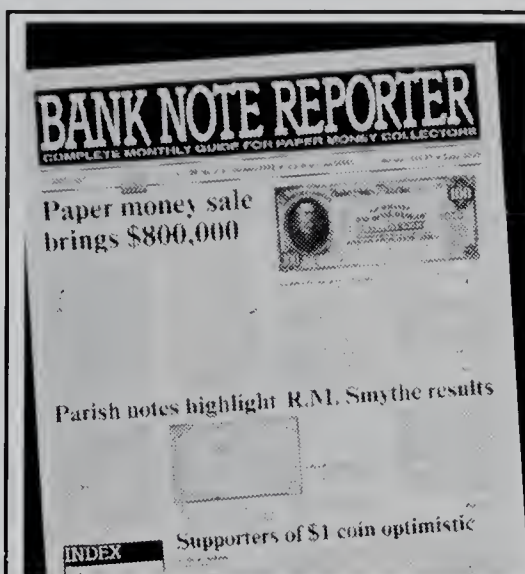 BANK NOTE REPORTER
COMPLETE MONTHLY GUIDE FOR PAPER MONEY COLLECTORS
Paper money sale
brings $800,000
Parish notes highlight R.M. Smythe results
Supporters of $1 coin optimistic
INDEX